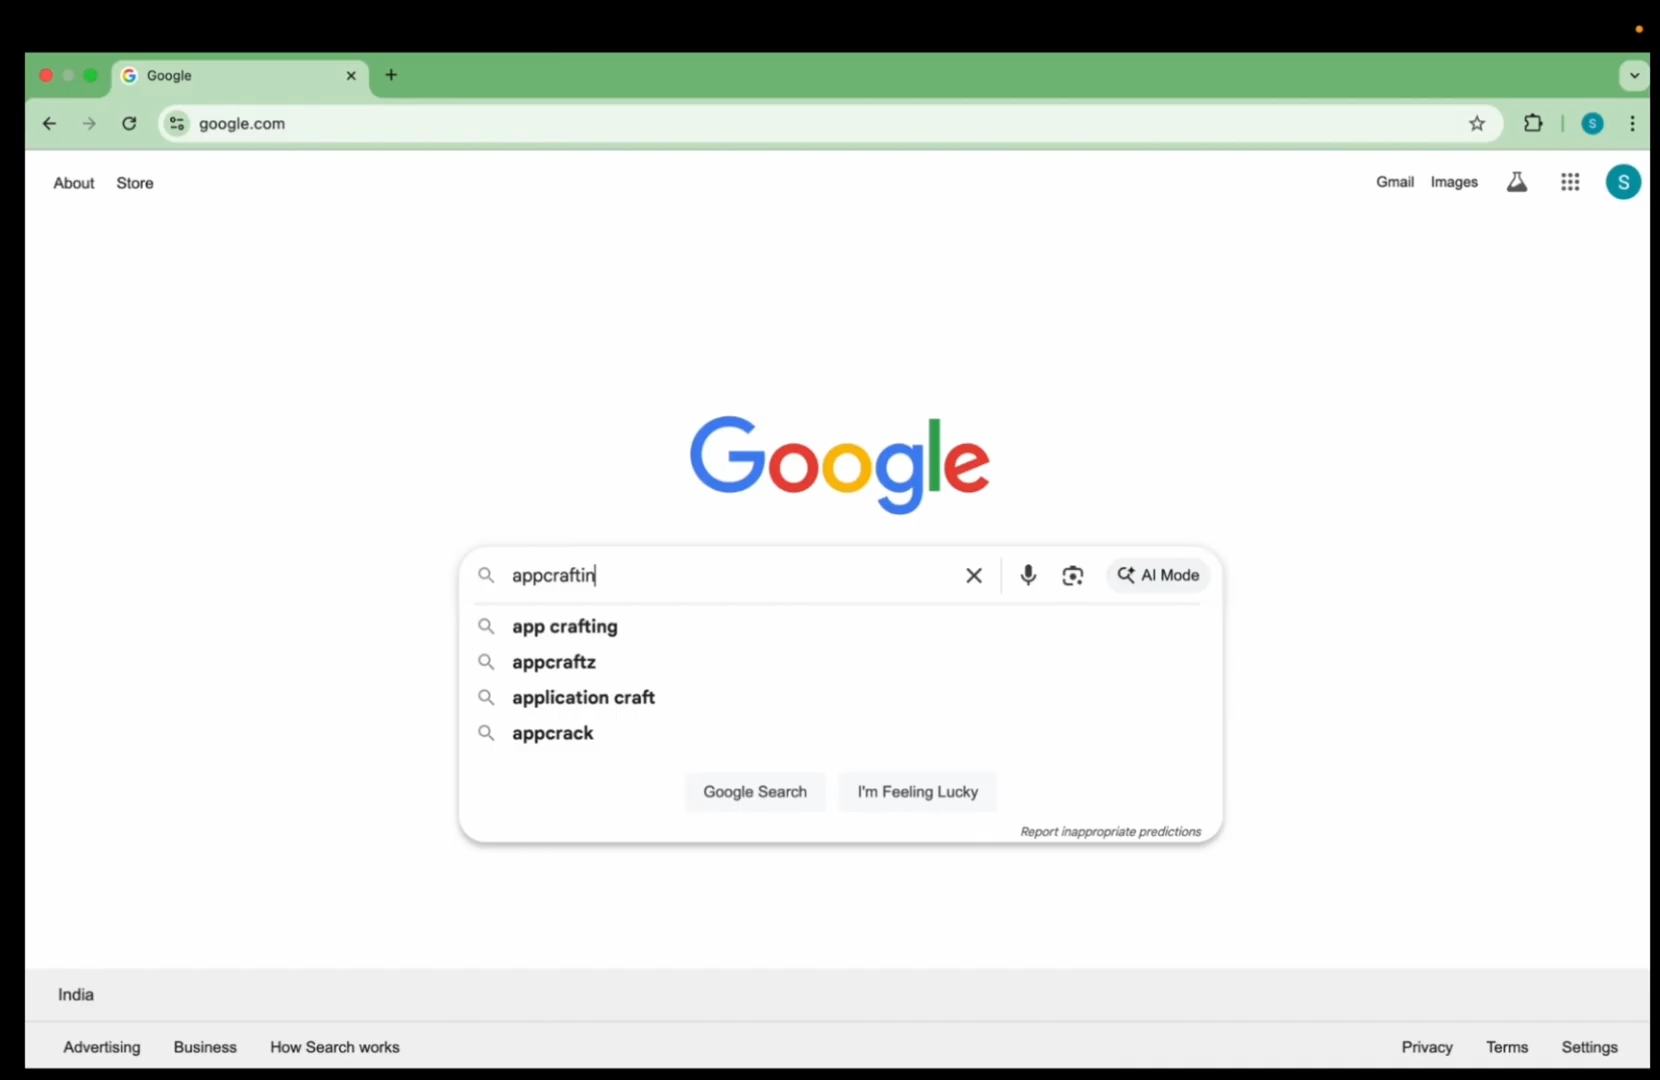 Google
google.com
S
About Store
Gmail Images
S
Google
appcraftin
AI Mode
app crafting
appcraftz
application craft
appcrack
Google Search I'm Feeling Lucky
Report inappropriate predictions
India
Advertising Business How Search works
Privacy Terms Settings